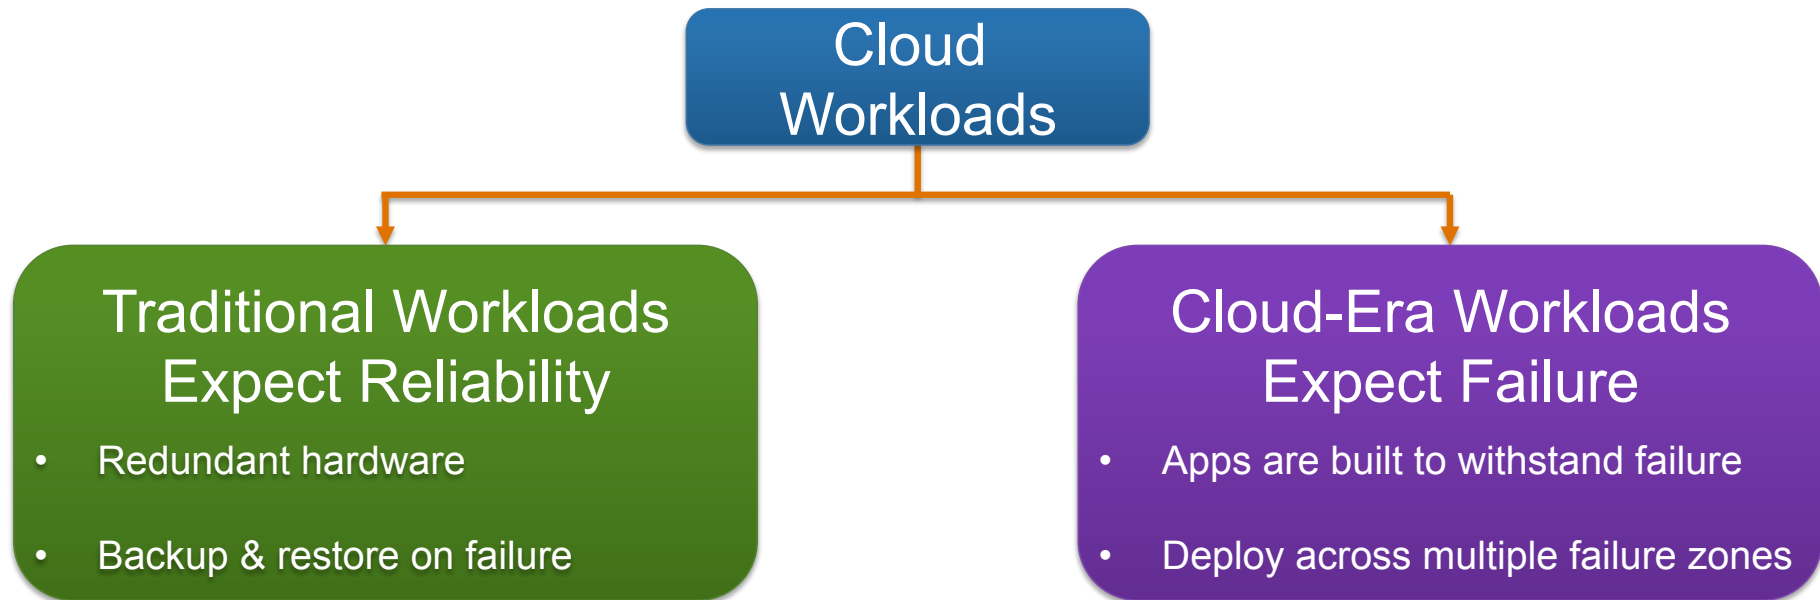 Cloud
Workloads
Traditional Workloads
Expect Reliability
• Redundant hardware
• Backup & restore on failure
Cloud-Era Workloads
Expect Failure
• Apps are built to withstand failure
• Deploy across multiple failure zones